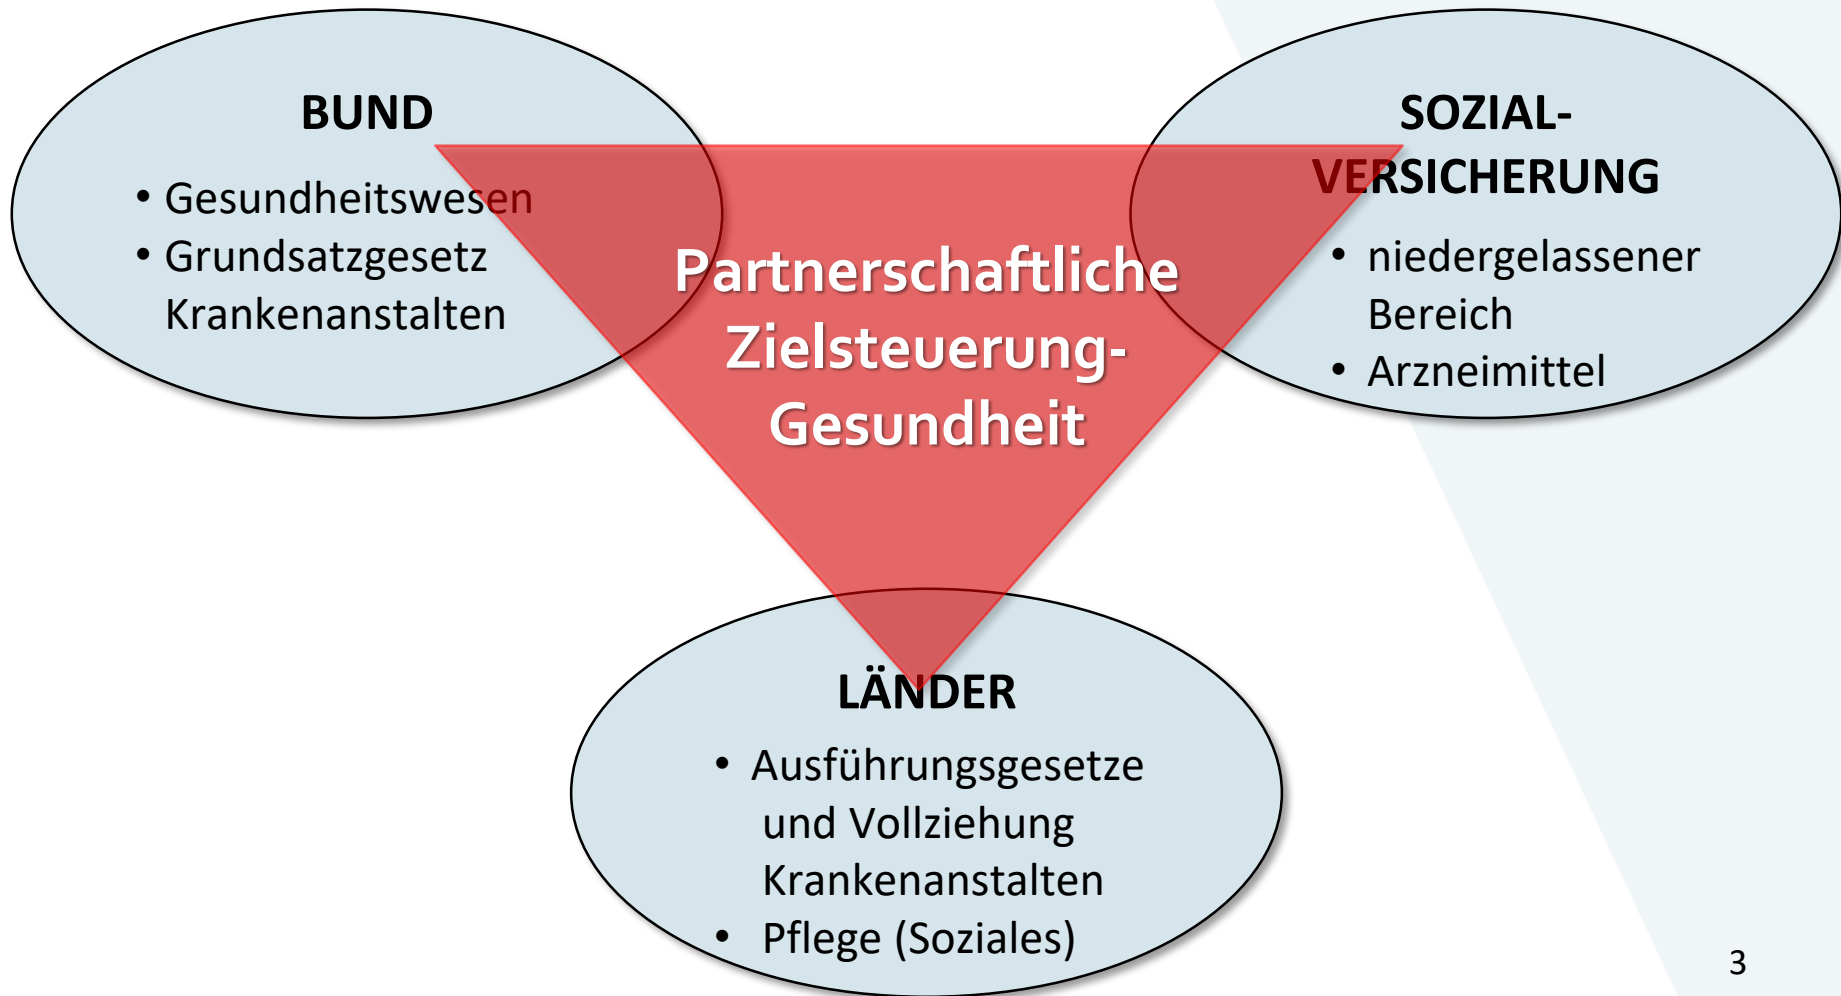 BUND
• Gesundheitswesen
• Grundsatzgesetz
Krankenanstalten
SOZIAL-
VERSICHERUNG
• niedergelassener
Bereich
• Arzneimittel
Partnerschaftliche
Zielsteuerung-
Gesundheit
LÄNDER
• Ausführungsgesetze
und Vollziehung
Krankenanstalten
• Pflege (Soziales)
3